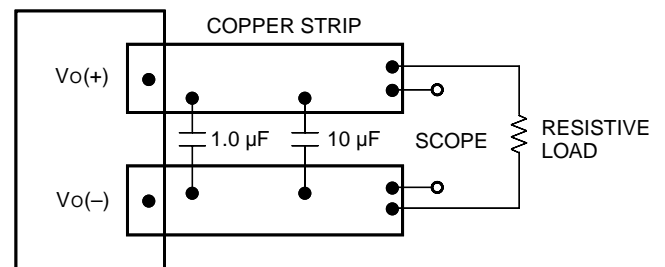 COPPER STRIP
VO(+)
1.0 µF
10 µF
SCOPE
RESISTIVE
LOAD
VO(–)